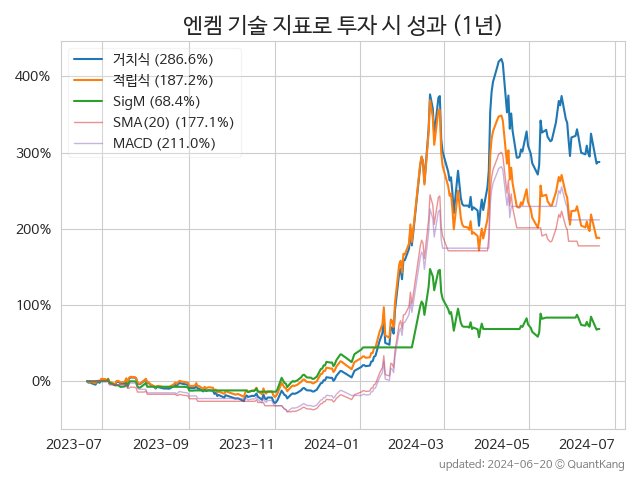 엔켐 기술 지표로 투자 시 성과 (1년)
거치식 (286.6%)
적립식 (187.2%)
SigM (68.4%)
SMA(20) (177.1%)
MACD (211.0%)
400%
300%
200%
100%
0%
2023-07 2023-09 2023-11 2024-01 2024-03 2024-05 2024-07
updated: 2024-06-20 @ QuantKang